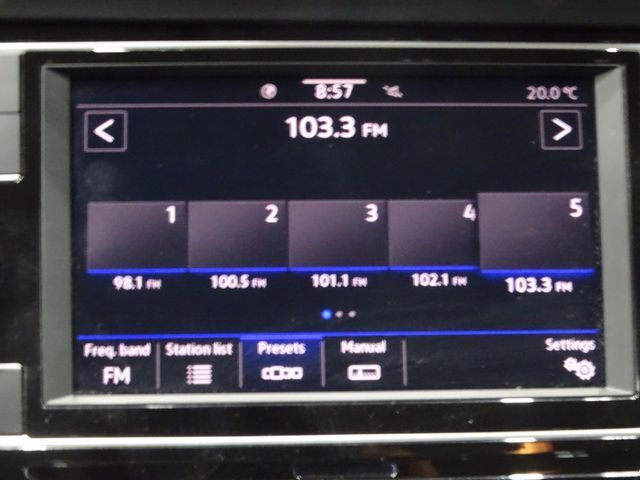 8:57 20.0 °C
< 103.3 FM >
1 2 3 4 5
98.1 FM 100.5 FM 101.1 FM 102.1 FM 103.3 FM
Freq. band Station list Presets Manual Settings
FM